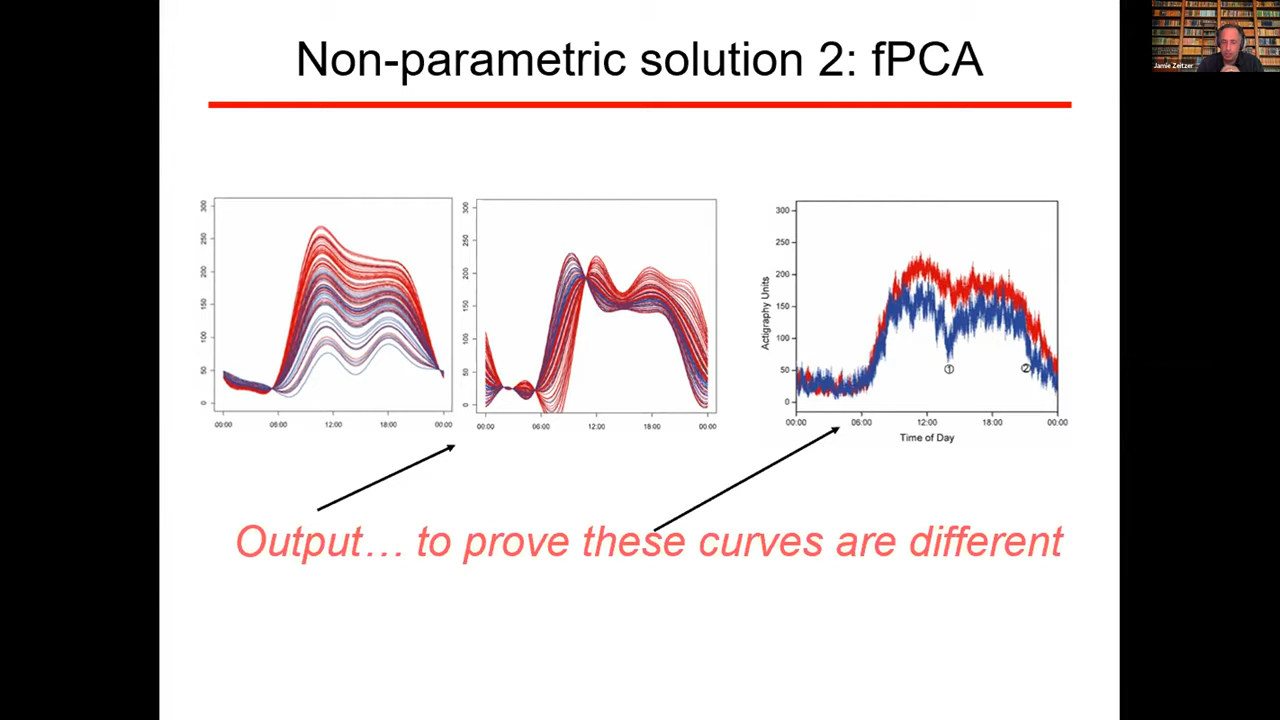 Non-parametric solution 2: fPCA
Jamie Zeitzer
300
250
200
150
100
50
0
00:00 06:00 12:00 18:00 00:00
300
250
200
150
100
50
0
00:00 06:00 12:00 18:00 00:00
Actigraphy Units
300
250
200
150
100
50
0
①
②
00:00 06:00 12:00 18:00 00:00
Time of Day
Output… to prove these curves are different